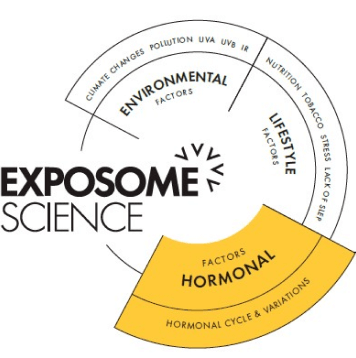 CLIMATE CHANGES POLLUTION UVA UVB IR
ENVIRONMENTAL
FACTORS
NUTRITION TOBACCO STRESS LACK OF SlEP
LIFESTYLE
FACTORS
EXPOSOME
SCIENCE
FACTORS
HORMONAL
HORMONAL CYCLE & VARIATIONS